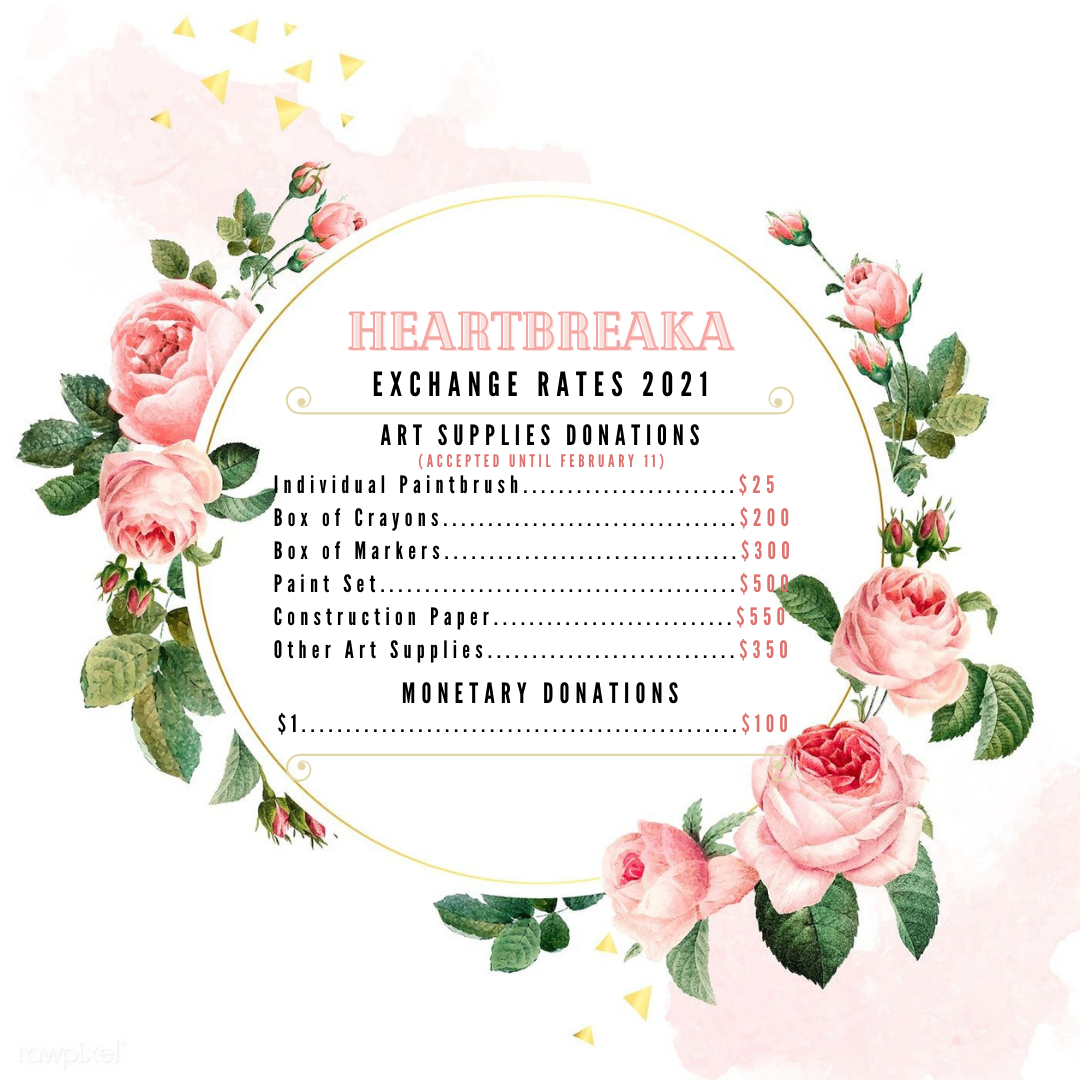 HEARTBREAKA
EXCHANGE RATES 2021
ART SUPPLIES DONATIONS
(ACCEPTED UNTIL FEBRUARY 11)
Individual Paintbrush........................$25
Box of Crayons.................................$200
Box of Markers.................................$300
Paint Set........................................$500
Construction Paper...........................$550
Other Art Supplies............................$350
MONETARY DONATIONS
$1.................................................$100
rawpixel